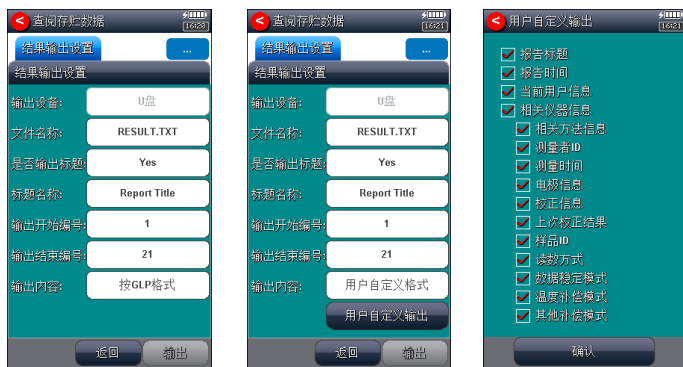 查阅存贮数据
16:20
结果输出设置
...
结果输出设置
输出设备:
U盘
文件名称:
RESULT.TXT
是否输出标题:
Yes
标题名称:
Report Title
输出开始编号:
1
输出结束编号:
21
输出内容:
按GLP格式
返回
输出
查阅存贮数据
16:21
结果输出设置
...
结果输出设置
输出设备:
U盘
文件名称:
RESULT.TXT
是否输出标题:
Yes
标题名称:
Report Title
输出开始编号:
1
输出结束编号:
21
输出内容:
用户自定义格式
用户自定义输出
返回
输出
用户自定义输出
16:21
报告标题
报告时间
当前用户信息
相关仪器信息
相关方法信息
测量者ID
测量时间
电极信息
校正信息
上次校正结果
样品ID
读数方式
数据稳定模式
温度补偿模式
其他补偿模式
确认